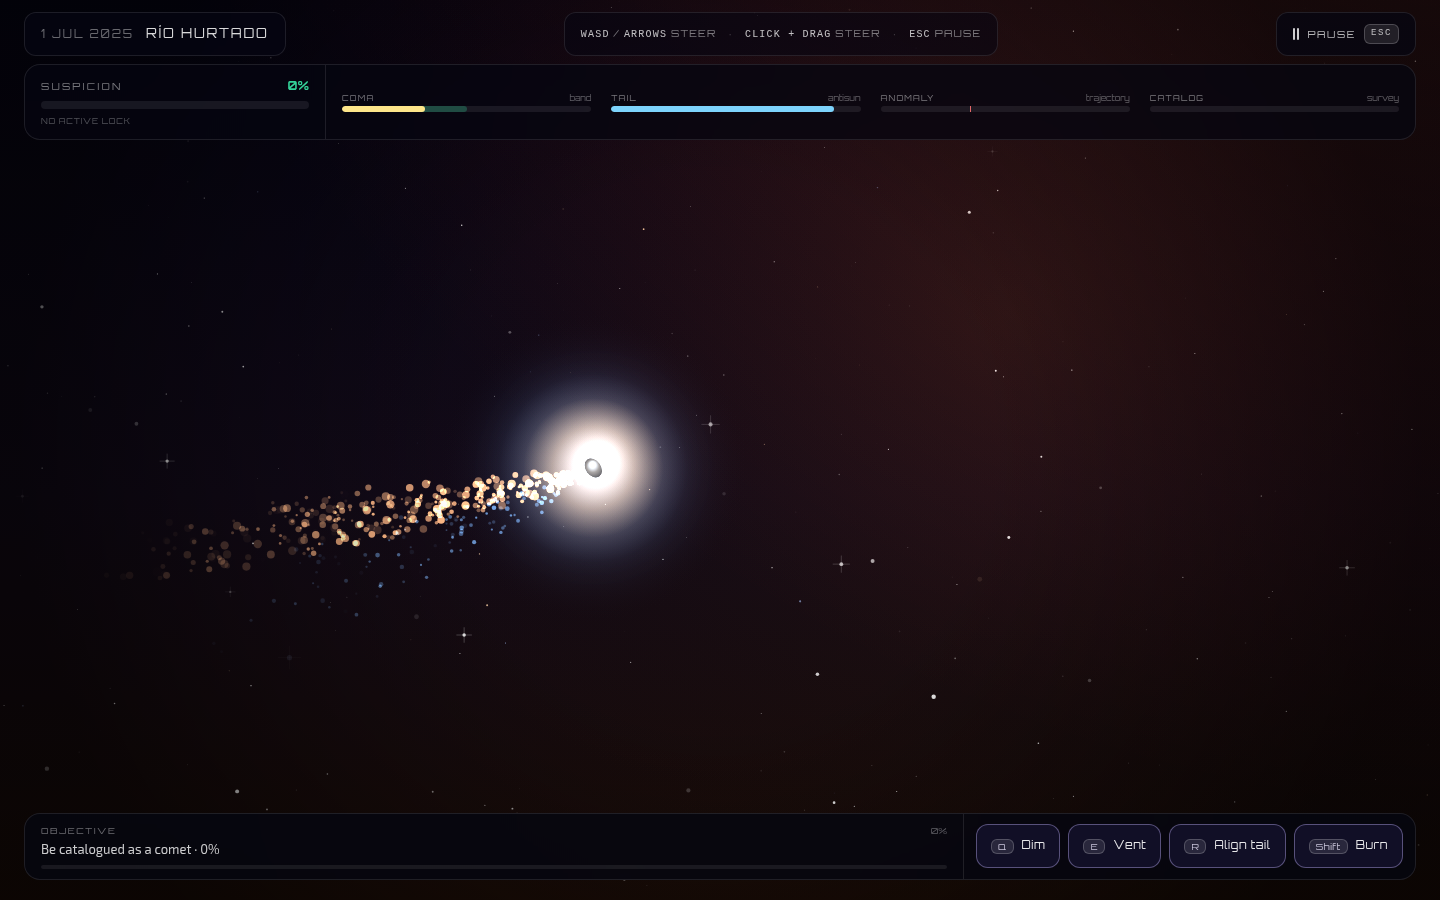 1 JUL 2025 RÍO HURTADO
WASD / ARROWS STEER · CLICK + DRAG STEER · ESC PAUSE
PAUSE ESC
SUSPICION 0%
NO ACTIVE LOCK
COMA band
TAIL antisun
ANOMALY trajectory
CATALOG survey
OBJECTIVE 0%
Be catalogued as a comet · 0%
Q Dim
E Vent
R Align tail
Shift Burn